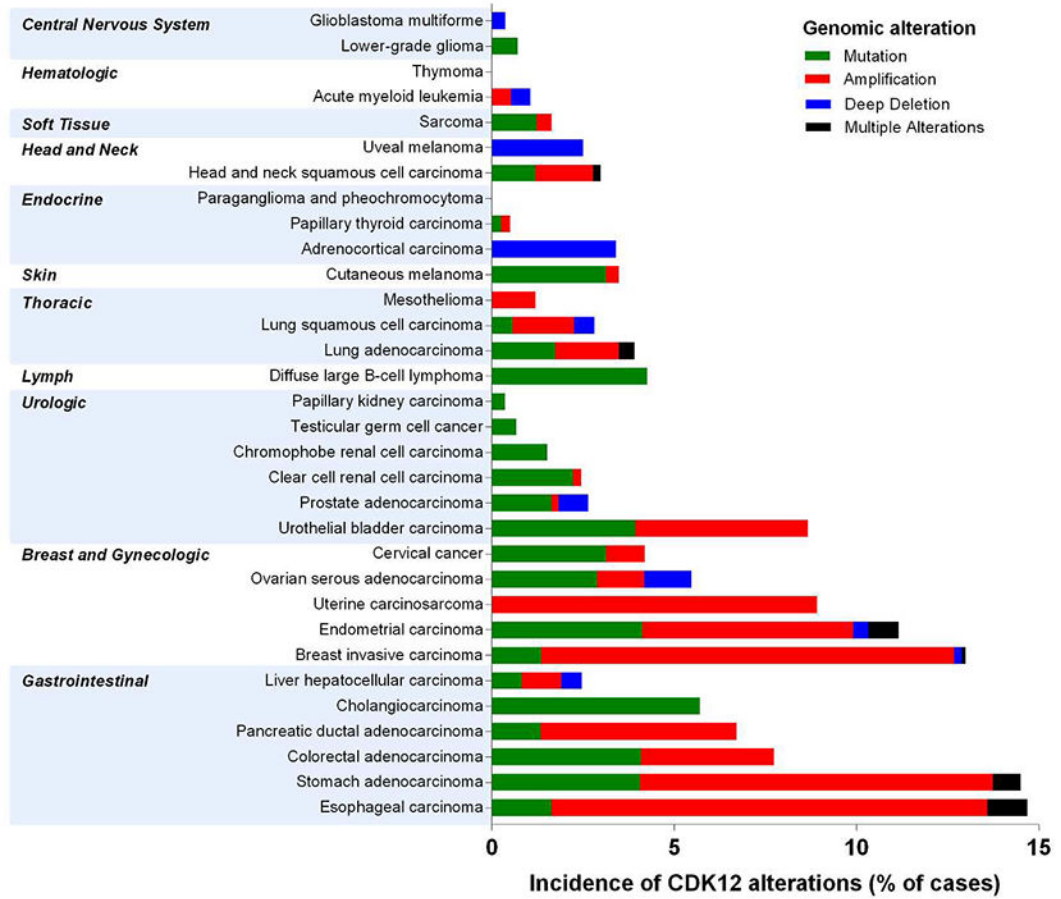 Central Nervous System
Glioblastoma multiforme
Lower-grade glioma
Hematologic
Thymoma
Acute myeloid leukemia
Soft Tissue
Sarcoma
Head and Neck
Uveal melanoma
Head and neck squamous cell carcinoma
Endocrine
Paraganglioma and pheochromocytoma
Papillary thyroid carcinoma
Adrenocortical carcinoma
Skin
Cutaneous melanoma
Thoracic
Mesothelioma
Lung squamous cell carcinoma
Lung adenocarcinoma
Lymph
Diffuse large B-cell lymphoma
Urologic
Papillary kidney carcinoma
Testicular germ cell cancer
Chromophobe renal cell carcinoma
Clear cell renal cell carcinoma
Prostate adenocarcinoma
Urothelial bladder carcinoma
Breast and Gynecologic
Cervical cancer
Ovarian serous adenocarcinoma
Uterine carcinosarcoma
Endometrial carcinoma
Breast invasive carcinoma
Gastrointestinal
Liver hepatocellular carcinoma
Cholangiocarcinoma
Pancreatic ductal adenocarcinoma
Colorectal adenocarcinoma
Stomach adenocarcinoma
Esophageal carcinoma
Genomic alteration
Mutation
Amplification
Deep Deletion
Multiple Alterations
0 5 10 15
Incidence of CDK12 alterations (% of cases)